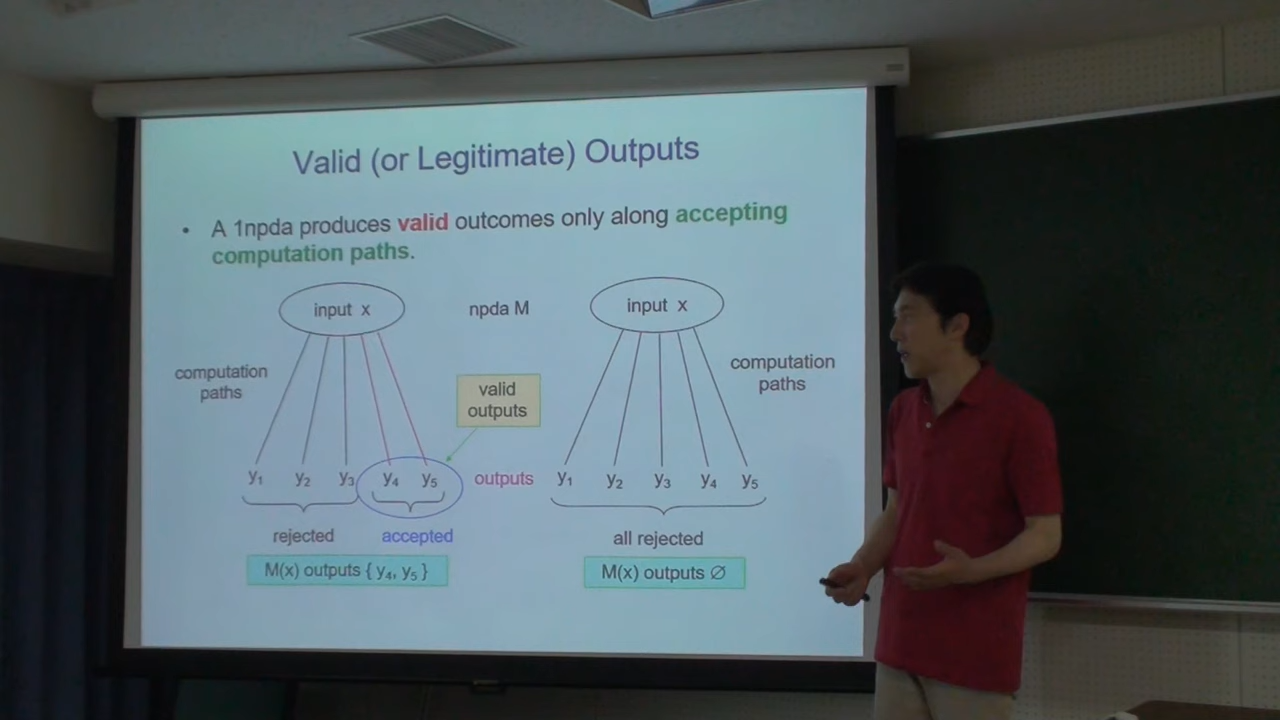 Valid (or Legitimate) Outputs
• A 1npda produces valid outcomes only along accepting
computation paths.
input x
npda M
input x
computation
paths
computation
paths
valid
outputs
y₁ y₂ y₃ y₄ y₅
outputs
y₁ y₂ y₃ y₄ y₅
rejected
accepted
all rejected
M(x) outputs { y₄, y₅ }
M(x) outputs ∅